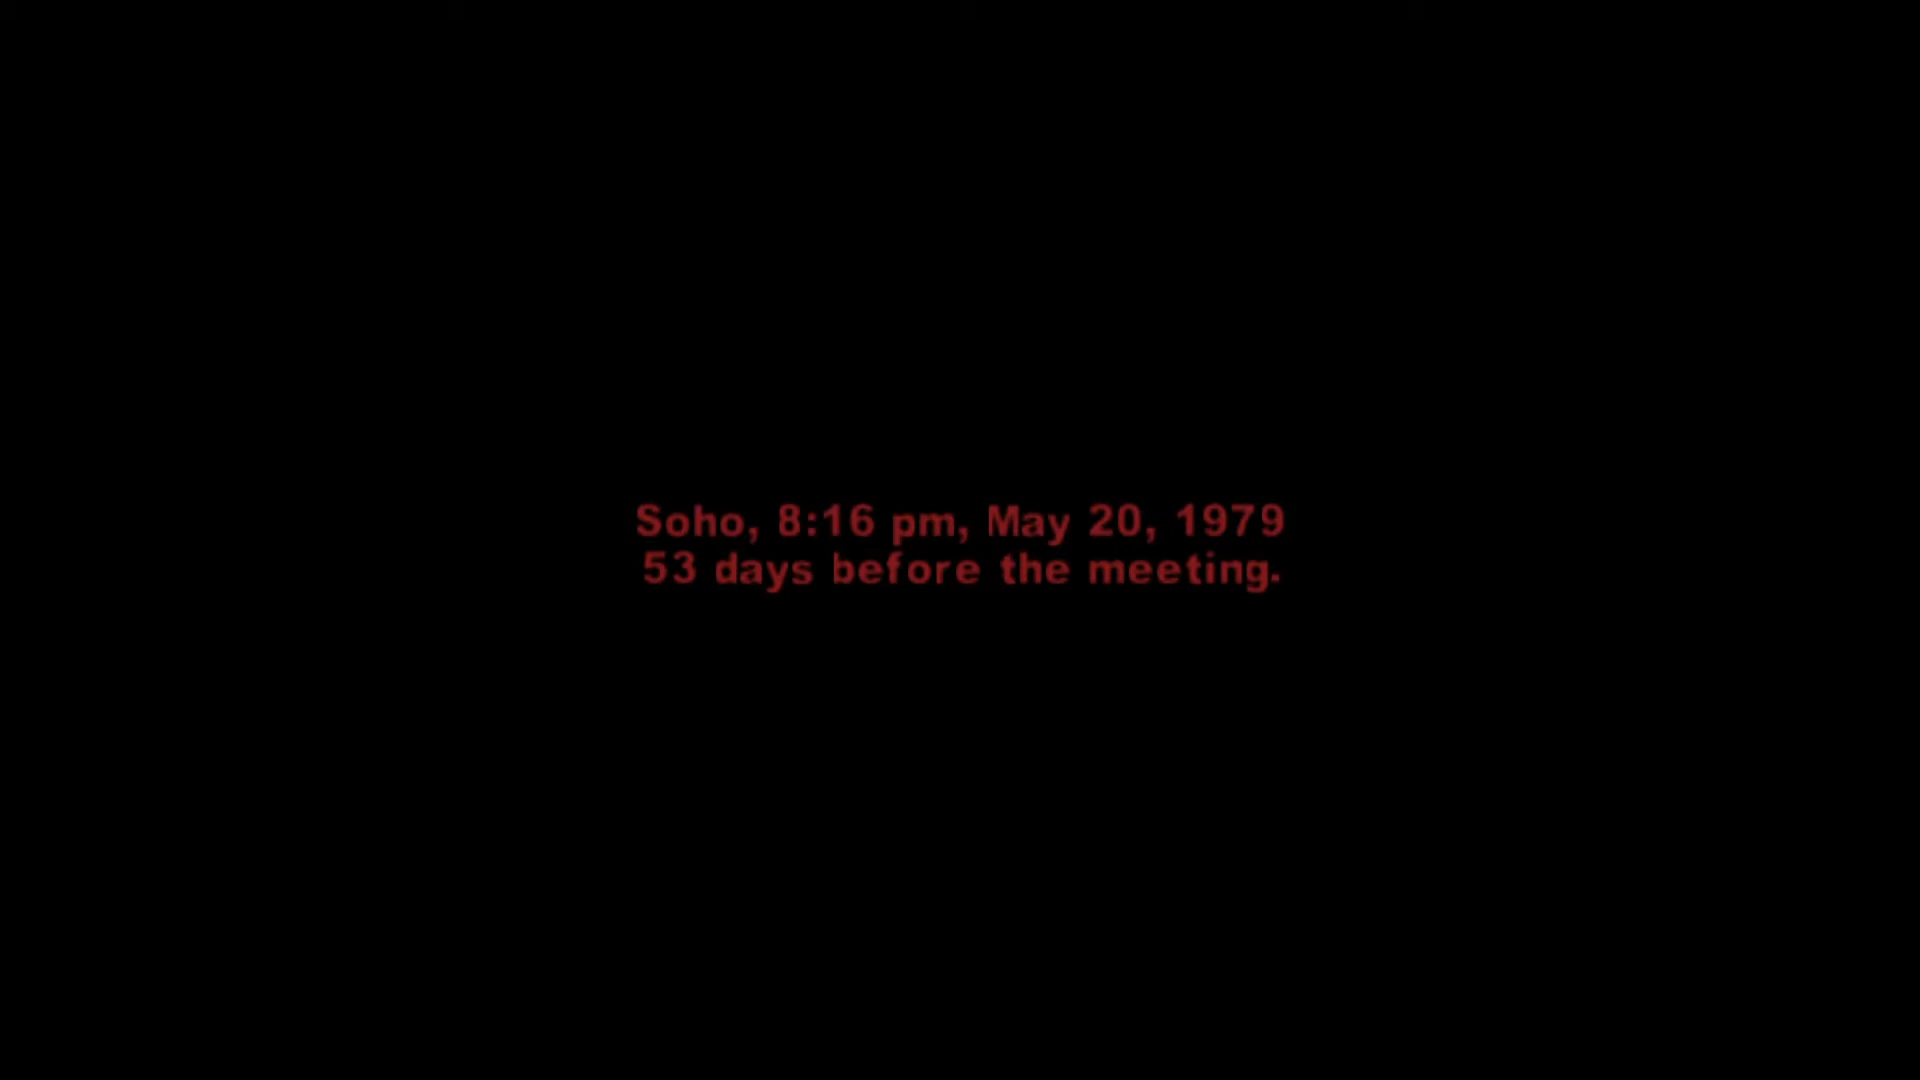 Soho, 8:16 pm, May 20, 1979
53 days before the meeting.